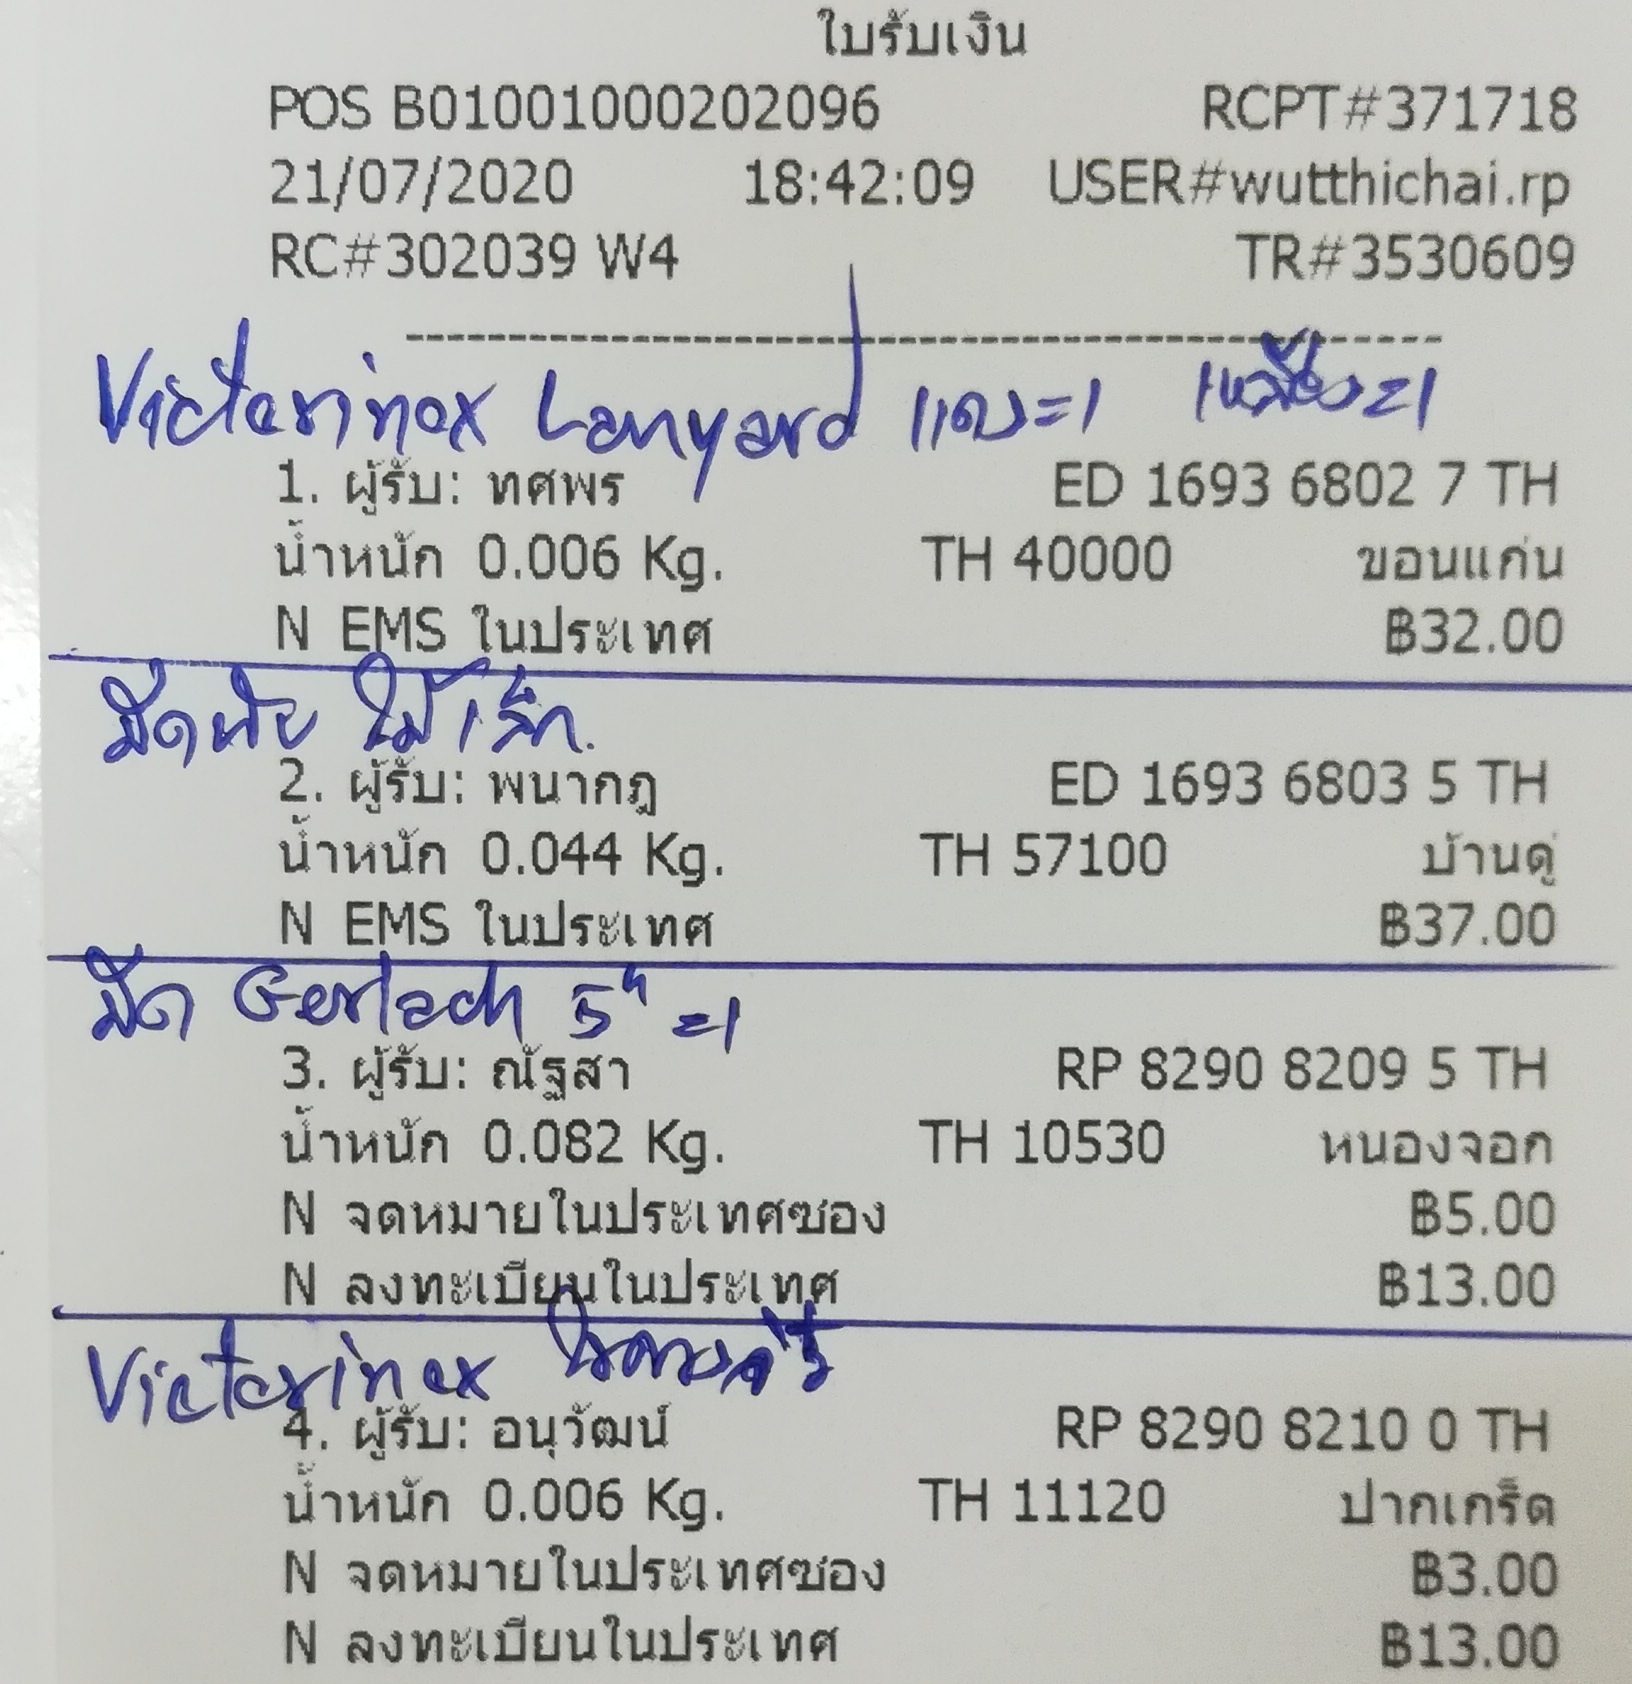 ใบรับเงิน
POS B01001000202096 RCPT#371718
21/07/2020 18:42:09 USER#wutthichai.rp
RC#302039 W4 TR#3530609
Victorinox Lanyard แดง=1 เหลือง=1
1. ผู้รับ: ทศพร ED 1693 6802 7 TH
น้ำหนัก 0.006 Kg. TH 40000 ขอนแก่น
N EMS ในประเทศ ฿32.00
มีดพับ
2. ผู้รับ: พนากฎ ED 1693 6803 5 TH
น้ำหนัก 0.044 Kg. TH 57100 บ้านดู่
N EMS ในประเทศ ฿37.00
มีด Gerlach 5" =1
3. ผู้รับ: ณัฐสา RP 8290 8209 5 TH
น้ำหนัก 0.082 Kg. TH 10530 หนองจอก
N จดหมายในประเทศซอง ฿5.00
N ลงทะเบียนในประเทศ ฿13.00
Victorinox
4. ผู้รับ: อนุวัฒน์ RP 8290 8210 0 TH
น้ำหนัก 0.006 Kg. TH 11120 ปากเกร็ด
N จดหมายในประเทศซอง ฿3.00
N ลงทะเบียนในประเทศ ฿13.00